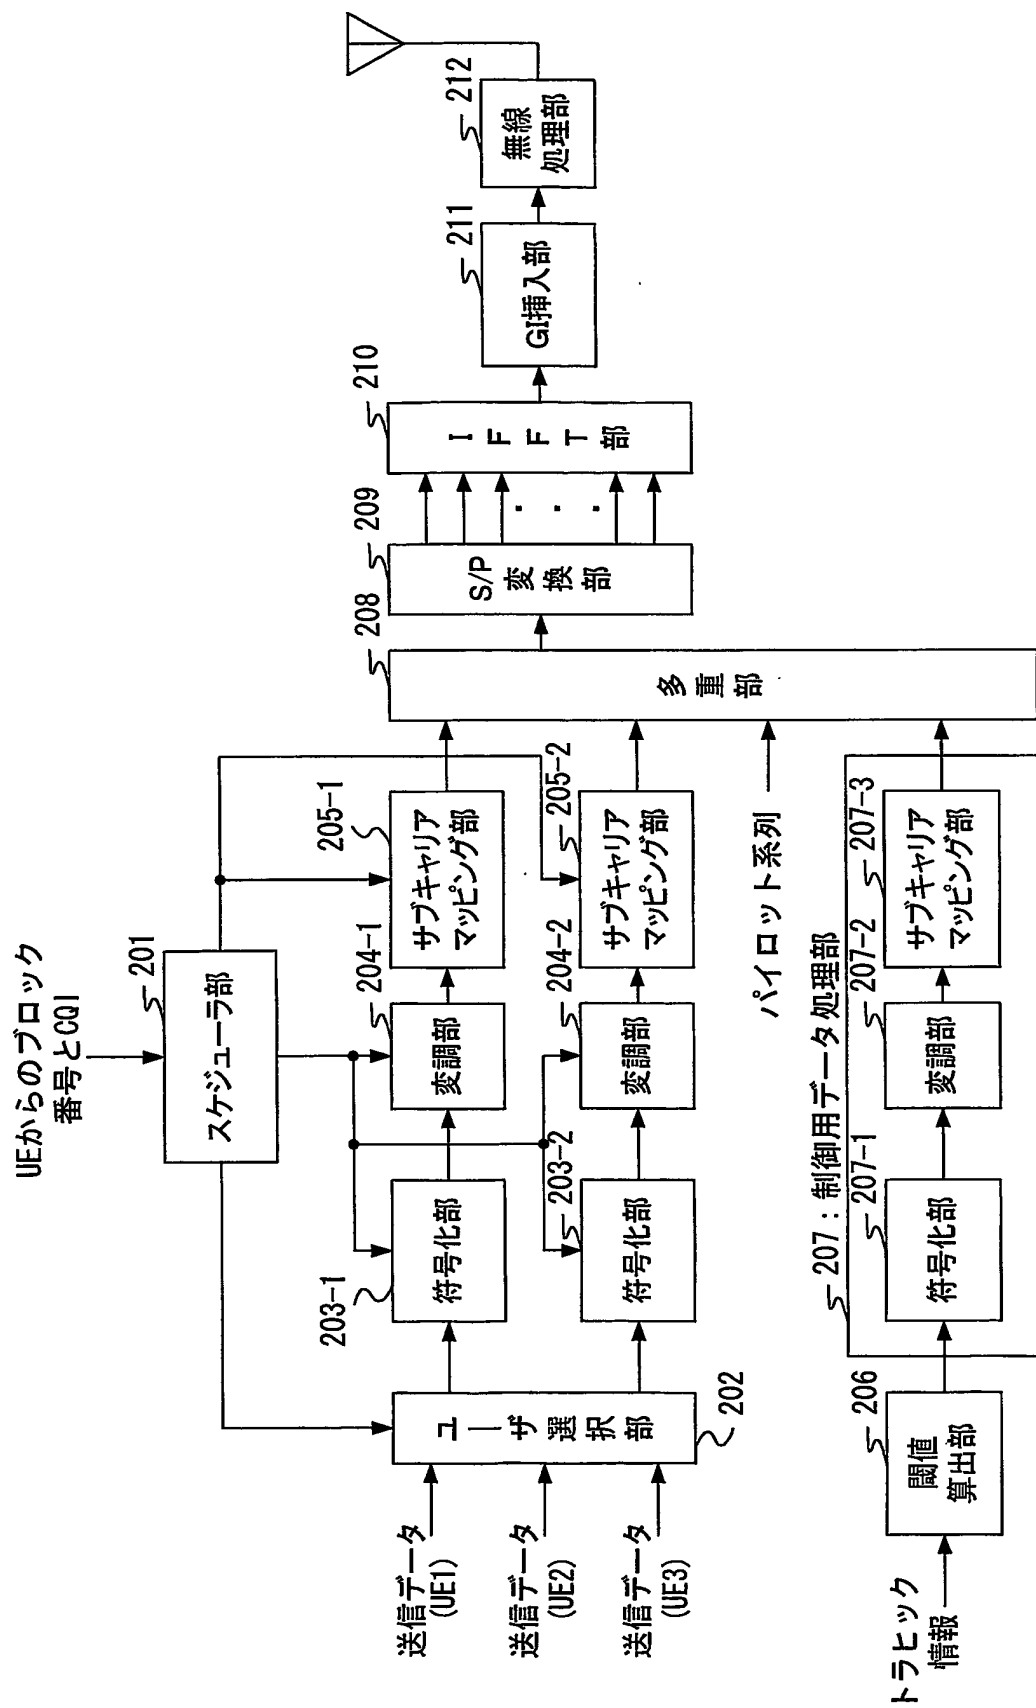 UEからのブロック
番号とCQI
201
スケジューラ部
送信データ
(UE1)
送信データ
(UE2)
送信データ
(UE3)
ユーザ選択部
202
203-1
符号化部
204-1
変調部
205-1
サブキャリア
マッピング部
203-2
符号化部
204-2
変調部
205-2
サブキャリア
マッピング部
パイロット系列
トラヒック
情報
206
閾値
算出部
207:制御用データ処理部
207-1
符号化部
207-2
変調部
207-3
サブキャリア
マッピング部
208
多重部
209
S/P
変換部
210
IFFT部
211
GI挿入部
212
無線
処理部